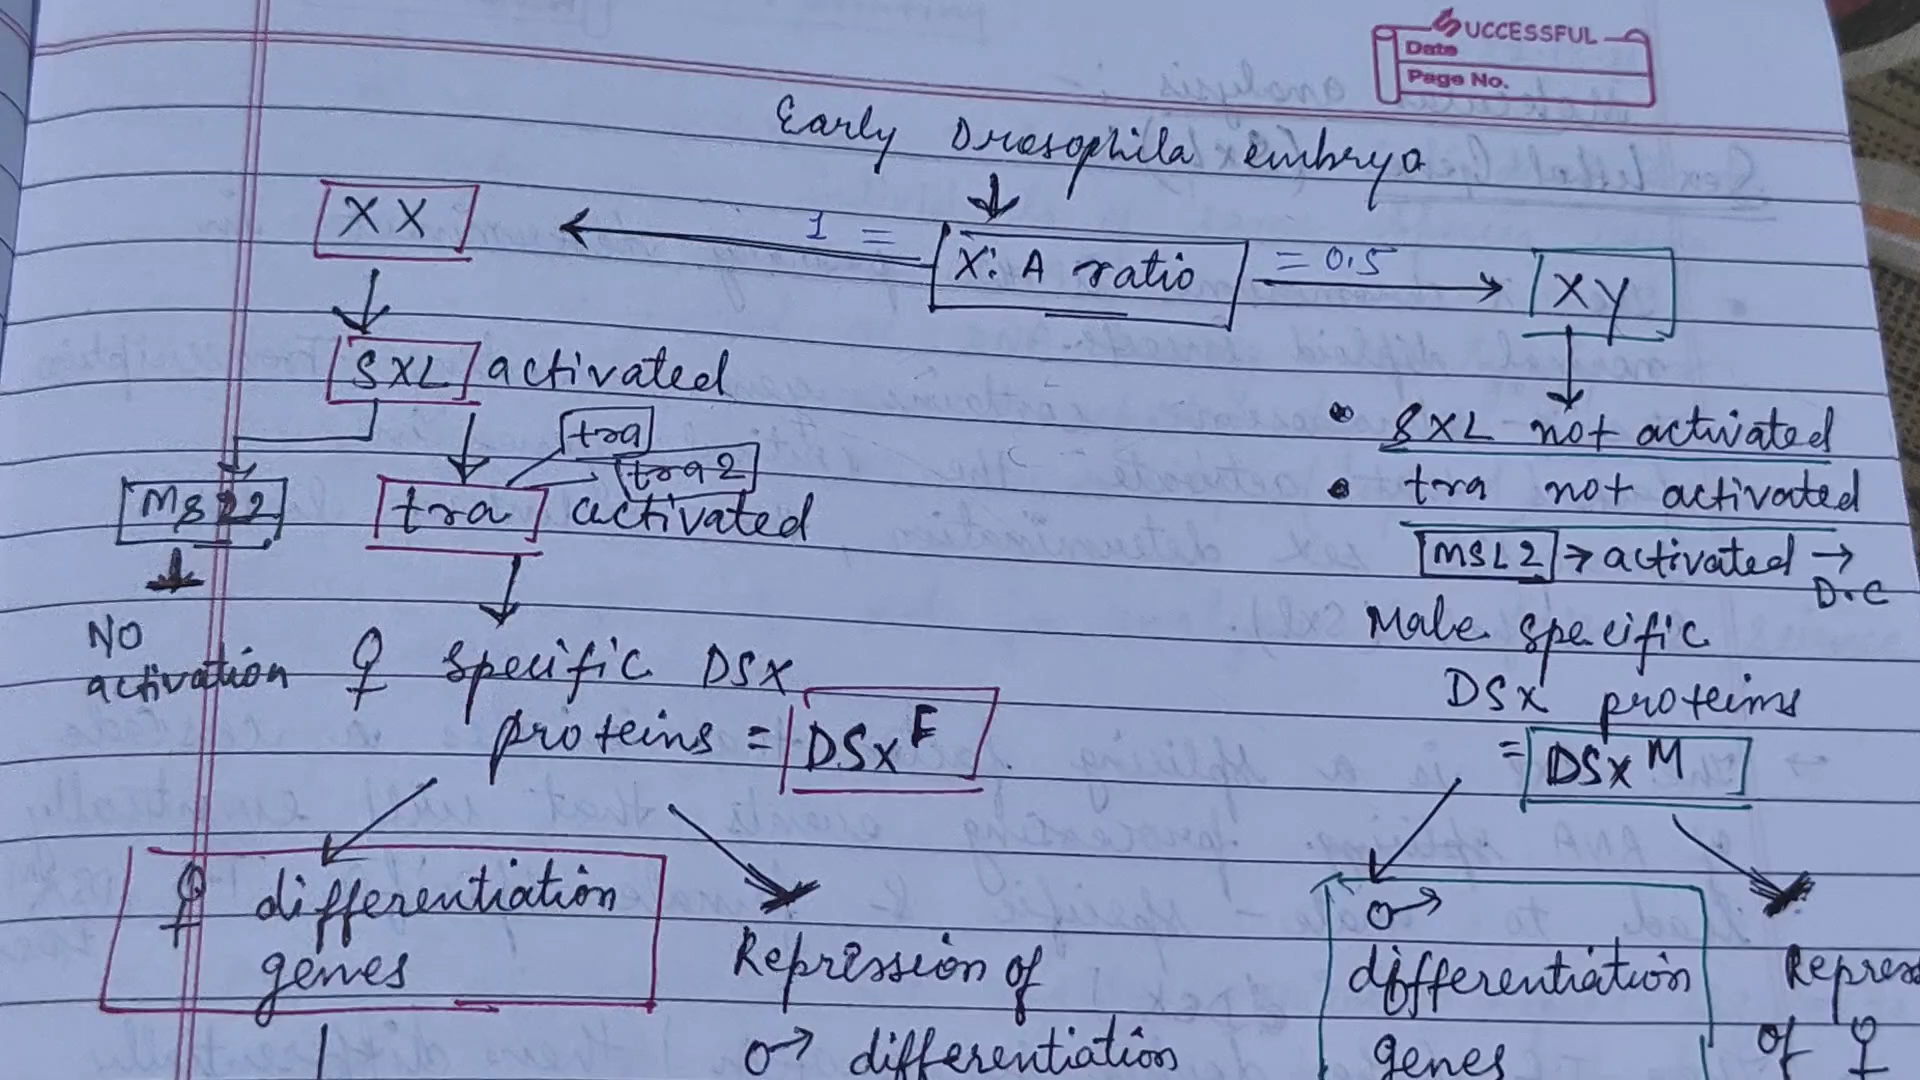 SUCCESSFUL
Date
Page No.
Early Drosophila embryo
XX
1 =
X:A ratio
= 0.5
XY
SXL activated
tra
tra2
MSL2
tra activated
NO
activation
♀ specific DSX
proteins = DSX F
♀ differentiation
genes
Repression of
♂ differentiation
SXL not activated
tra not activated
MSL2 → activated →
D.C
Male specific
DSX proteins
= DSX M
♂
differentiation
genes
Repress
of ♀